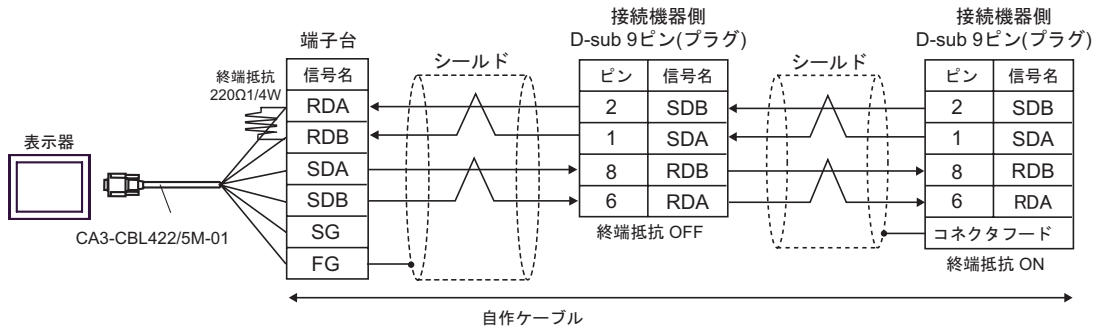 接続機器側
D-sub 9ピン(プラグ)
接続機器側
D-sub 9ピン(プラグ)
端子台
シールド
シールド
終端抵抗
220Ω1/4W
信号名
RDA
RDB
SDA
SDB
SG
FG
ピン 信号名
2 SDB
1 SDA
8 RDB
6 RDA
終端抵抗 OFF
ピン 信号名
2 SDB
1 SDA
8 RDB
6 RDA
コネクタフード
終端抵抗 ON
表示器
CA3-CBL422/5M-01
自作ケーブル